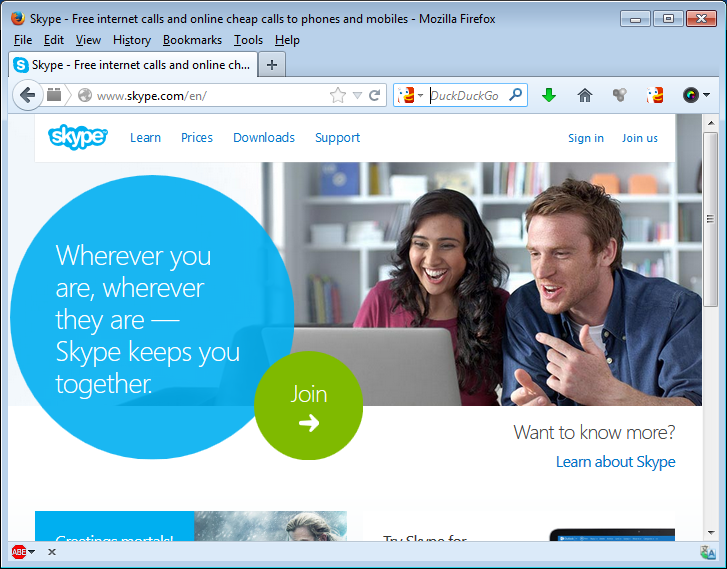 Skype - Free internet calls and online cheap calls to phones and mobiles - Mozilla Firefox
File Edit View History Bookmarks Tools Help
Skype - Free internet calls and online ch...
www.skype.com/en/
DuckDuckGo
skype
Learn Prices Downloads Support
Sign in Join us
Wherever you
are, wherever
they are —
Skype keeps you
together.
Join
Want to know more?
Learn about Skype
Greetings mortals!
Try Skype for
ABE